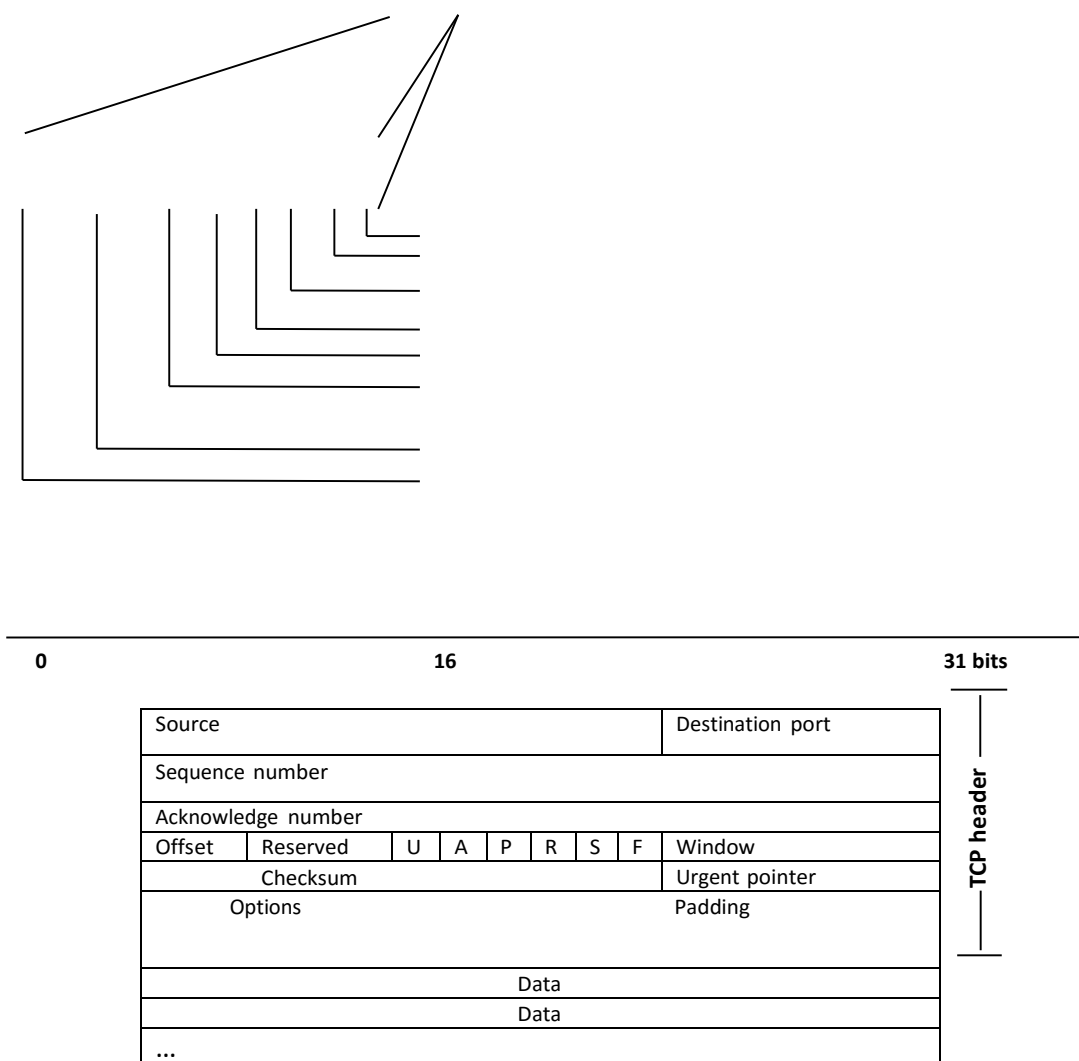 0 16 31 bits
Source Destination port
Sequence number
Acknowledge number
Offset Reserved U A P R S F Window
Checksum Urgent pointer
Options Padding
Data
Data
...
TCP header